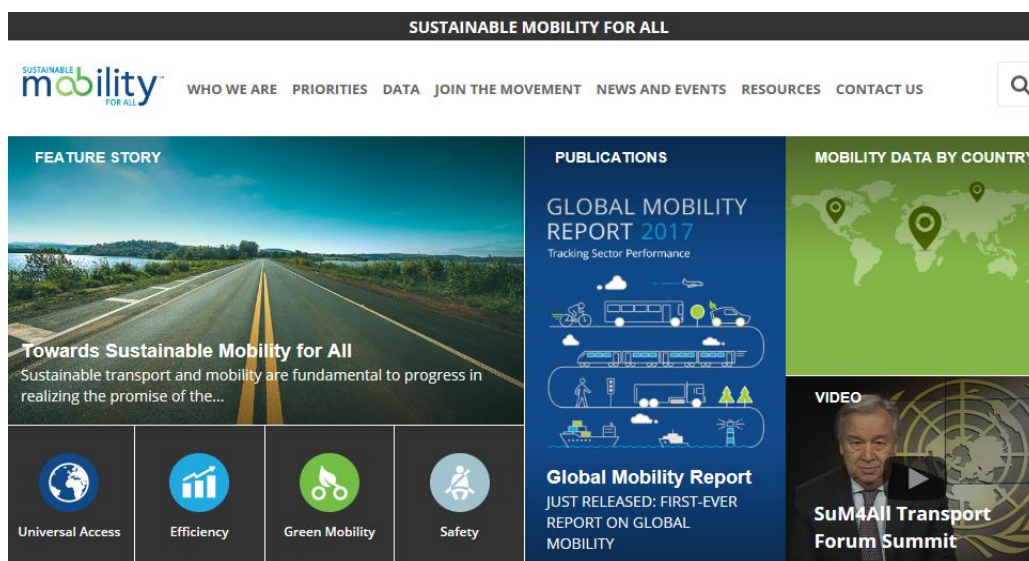 SUSTAINABLE MOBILITY FOR ALL
SUSTAINABLE
mobility™
FOR ALL
WHO WE ARE PRIORITIES DATA JOIN THE MOVEMENT NEWS AND EVENTS RESOURCES CONTACT US
FEATURE STORY
Towards Sustainable Mobility for All
Sustainable transport and mobility are fundamental to progress in
realizing the promise of the...
Universal Access
Efficiency
Green Mobility
Safety
PUBLICATIONS
GLOBAL MOBILITY
REPORT 2017
Tracking Sector Performance
Global Mobility Report
JUST RELEASED: FIRST-EVER
REPORT ON GLOBAL
MOBILITY
MOBILITY DATA BY COUNTRY
VIDEO
SuM4All Transport
Forum Summit